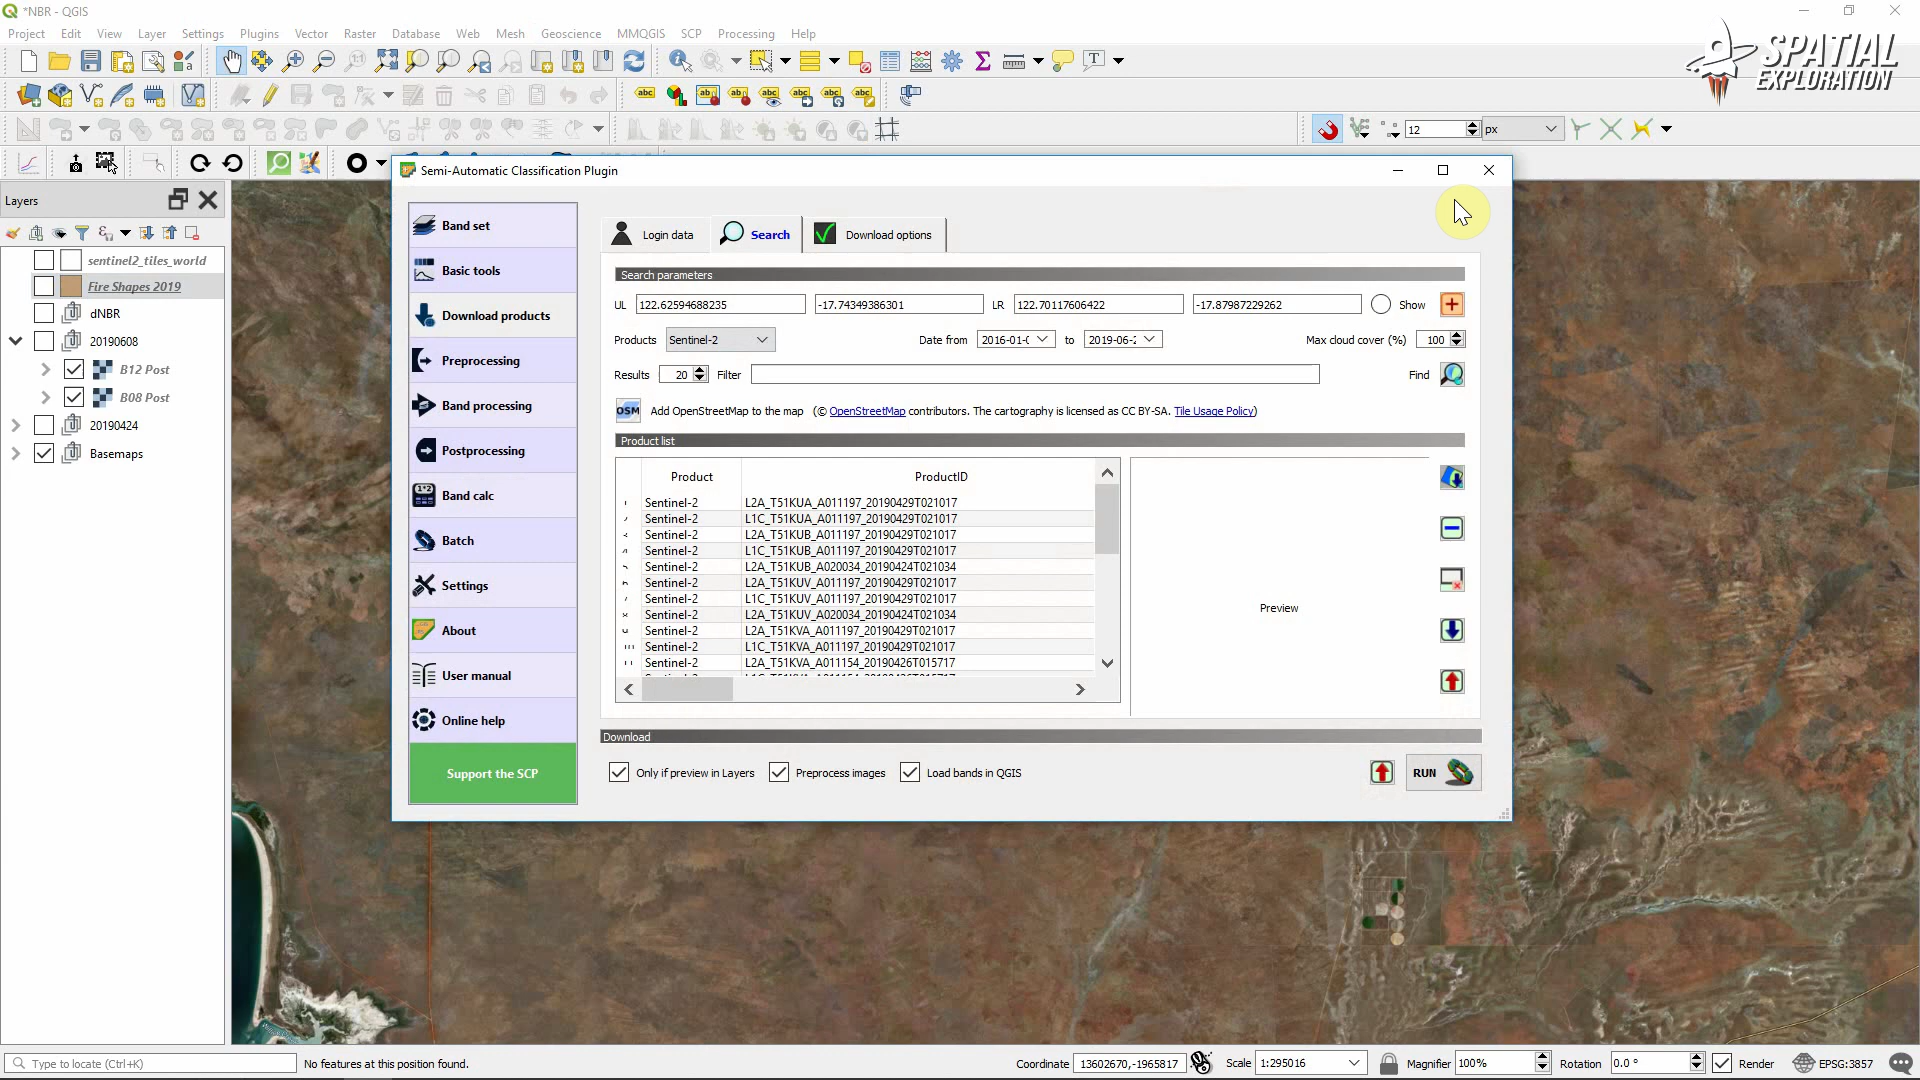 *NBR - QGIS
Project Edit View Layer Settings Plugins Vector Raster Database Web Mesh Geoscience MMQGIS SCP Processing Help
SPATIAL
EXPLORATION
12 px
Semi-Automatic Classification Plugin
Layers
sentinel2_tiles_world
Fire Shapes 2019
dNBR
20190608
B12 Post
B08 Post
20190424
Basemaps
Band set
Basic tools
Download products
Preprocessing
Band processing
Postprocessing
Band calc
Batch
Settings
About
User manual
Online help
Support the SCP
Login data Search Download options
Search parameters
UL 122.62594688235 -17.74349386301 LR 122.70117606422 -17.87987229262 Show
Products Sentinel-2 Date from 2016-01-0 to 2019-06-2 Max cloud cover (%) 100
Results 20 Filter Find
OSM Add OpenStreetMap to the map (© OpenStreetMap contributors. The cartography is licensed as CC BY-SA. Tile Usage Policy)
Product list
Product ProductID
Sentinel-2 L2A_T51KUA_A011197_20190429T021017
Sentinel-2 L1C_T51KUA_A011197_20190429T021017
Sentinel-2 L2A_T51KUB_A011197_20190429T021017
Sentinel-2 L1C_T51KUB_A011197_20190429T021017
Sentinel-2 L2A_T51KUB_A020034_20190424T021034
Sentinel-2 L2A_T51KUV_A011197_20190429T021017
Sentinel-2 L1C_T51KUV_A011197_20190429T021017
Sentinel-2 L2A_T51KUV_A020034_20190424T021034
Sentinel-2 L2A_T51KVA_A011197_20190429T021017
Sentinel-2 L1C_T51KVA_A011197_20190429T021017
Sentinel-2 L2A_T51KVA_A011154_20190426T015717
Preview
Download
Only if preview in Layers Preprocess images Load bands in QGIS RUN
Type to locate (Ctrl+K) No features at this position found. Coordinate 13602670,-1965817 Scale 1:295016 Magnifier 100% Rotation 0.0 ° Render EPSG:3857